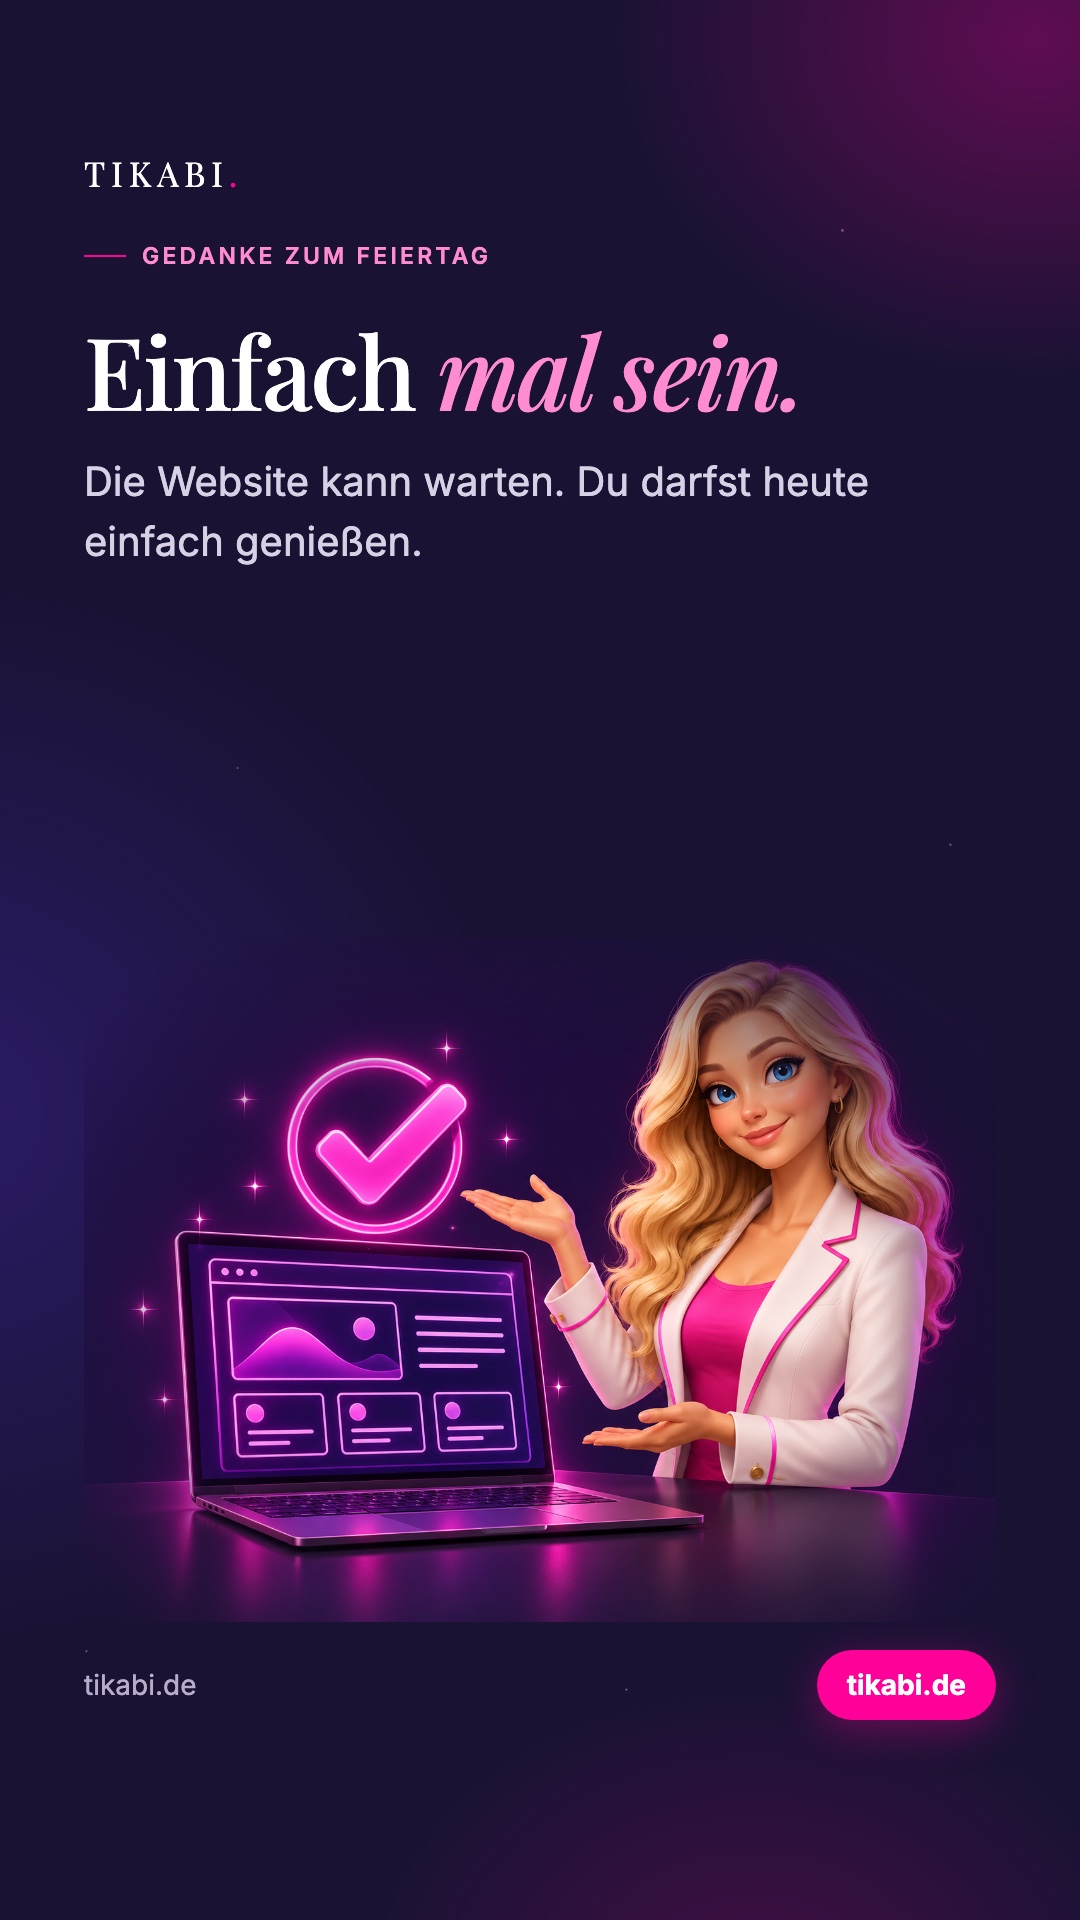 TIKABI.
GEDANKE ZUM FEIERTAG
Einfach mal sein.
Die Website kann warten. Du darfst heute
einfach genießen.
tikabi.de
tikabi.de